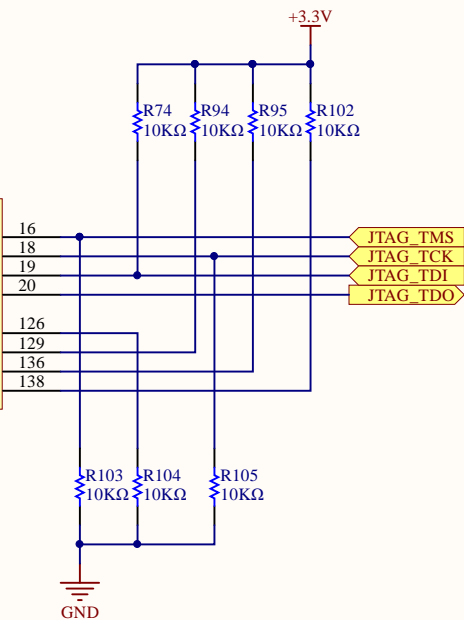 +3.3V
R74 R94 R95 R102
10KΩ 10KΩ 10KΩ 10KΩ
16 JTAG_TMS
18 JTAG_TCK
19 JTAG_TDI
20 JTAG_TDO
126
129
136
138
R103 R104 R105
10KΩ 10KΩ 10KΩ
GND